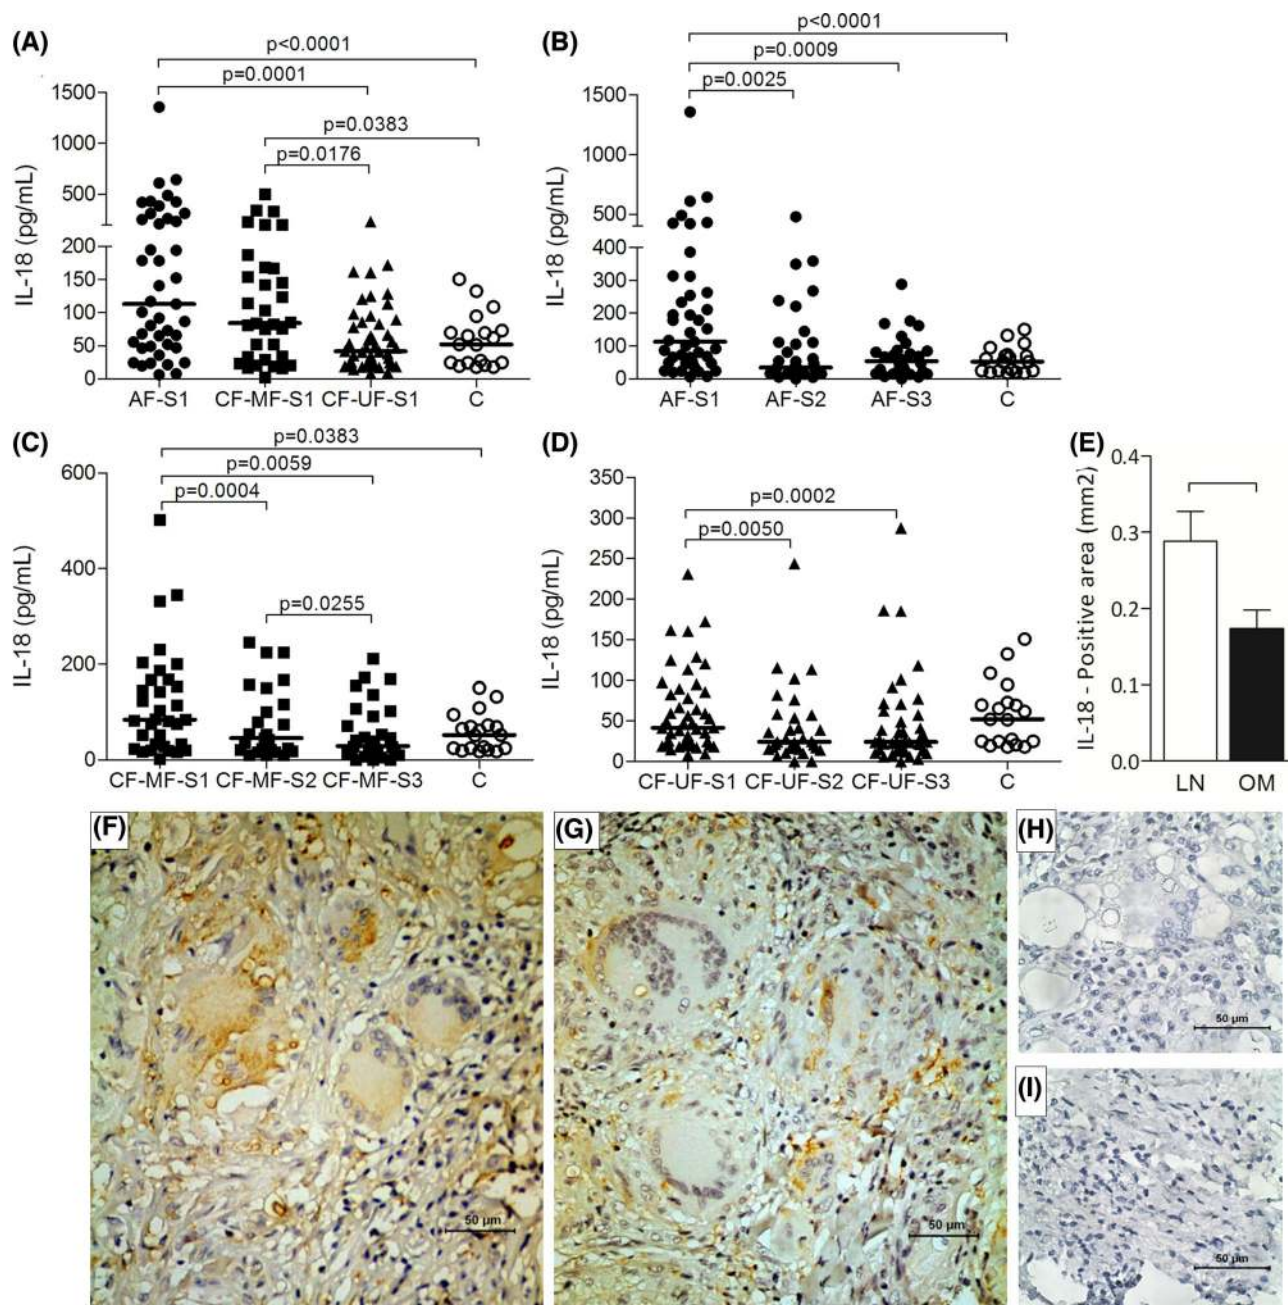 (A)
p<0.0001
p=0.0001
p=0.0383
p=0.0176
IL-18 (pg/mL)
1500
1000
500
200
150
100
50
0
AF-S1 CF-MF-S1 CF-UF-S1 C
(B)
p<0.0001
p=0.0009
p=0.0025
IL-18 (pg/mL)
1500
1000
500
400
300
200
100
0
AF-S1 AF-S2 AF-S3 C
(C)
p=0.0383
p=0.0059
p=0.0004
p=0.0255
IL-18 (pg/mL)
600
400
200
0
CF-MF-S1 CF-MF-S2 CF-MF-S3 C
(D)
p=0.0002
p=0.0050
IL-18 (pg/mL)
350
300
250
200
150
100
50
0
CF-UF-S1 CF-UF-S2 CF-UF-S3 C
(E)
IL-18 - Positive area (mm2)
0.4
0.3
0.2
0.1
0.0
LN OM
(F)
50 µm
(G)
50 µm
(H)
50 µm
(I)
50 µm